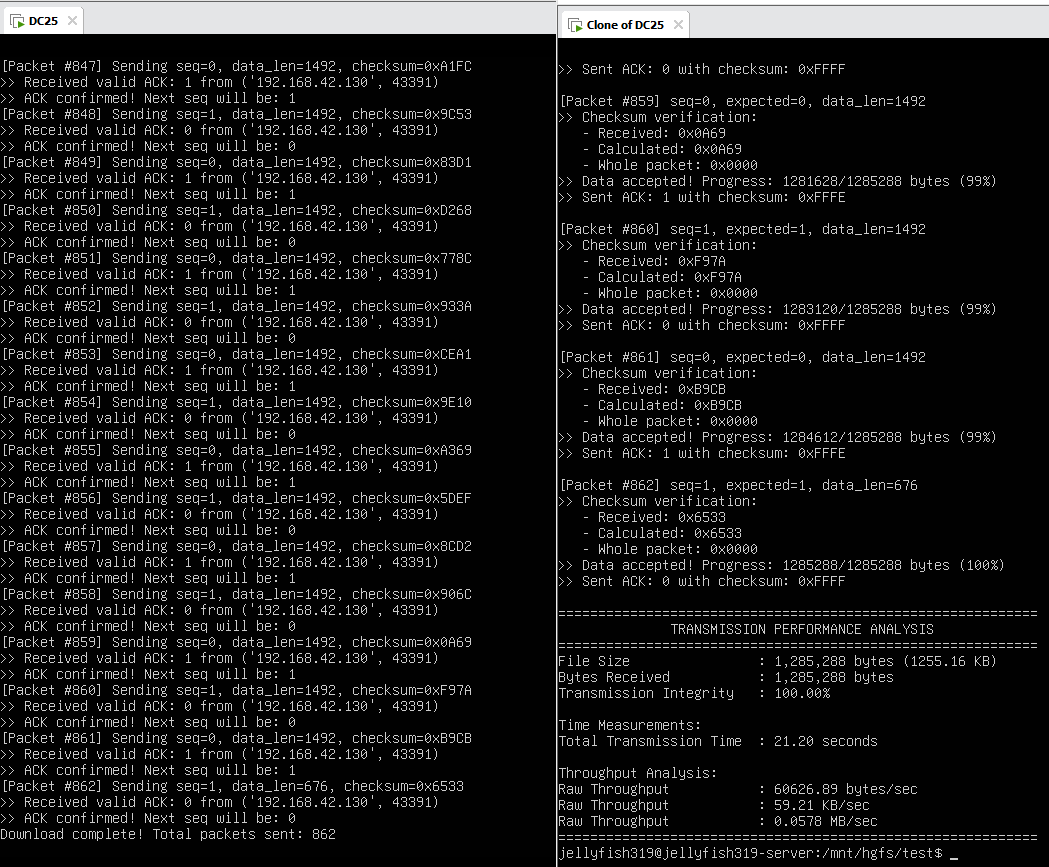 DC25
[Packet #847] Sending seq=0, data_len=1492, checksum=0xA1FC
>> Received valid ACK: 1 from ('192.168.42.130', 43391)
>> ACK confirmed! Next seq will be: 1
[Packet #848] Sending seq=1, data_len=1492, checksum=0x9C53
>> Received valid ACK: 0 from ('192.168.42.130', 43391)
>> ACK confirmed! Next seq will be: 0
[Packet #849] Sending seq=0, data_len=1492, checksum=0x83D1
>> Received valid ACK: 1 from ('192.168.42.130', 43391)
>> ACK confirmed! Next seq will be: 1
[Packet #850] Sending seq=1, data_len=1492, checksum=0xD268
>> Received valid ACK: 0 from ('192.168.42.130', 43391)
>> ACK confirmed! Next seq will be: 0
[Packet #851] Sending seq=0, data_len=1492, checksum=0x778C
>> Received valid ACK: 1 from ('192.168.42.130', 43391)
>> ACK confirmed! Next seq will be: 1
[Packet #852] Sending seq=1, data_len=1492, checksum=0x933A
>> Received valid ACK: 0 from ('192.168.42.130', 43391)
>> ACK confirmed! Next seq will be: 0
[Packet #853] Sending seq=0, data_len=1492, checksum=0xCEA1
>> Received valid ACK: 1 from ('192.168.42.130', 43391)
>> ACK confirmed! Next seq will be: 1
[Packet #854] Sending seq=1, data_len=1492, checksum=0x9E10
>> Received valid ACK: 0 from ('192.168.42.130', 43391)
>> ACK confirmed! Next seq will be: 0
[Packet #855] Sending seq=0, data_len=1492, checksum=0xA369
>> Received valid ACK: 1 from ('192.168.42.130', 43391)
>> ACK confirmed! Next seq will be: 1
[Packet #856] Sending seq=1, data_len=1492, checksum=0x5DEF
>> Received valid ACK: 0 from ('192.168.42.130', 43391)
>> ACK confirmed! Next seq will be: 0
[Packet #857] Sending seq=0, data_len=1492, checksum=0x8CD2
>> Received valid ACK: 1 from ('192.168.42.130', 43391)
>> ACK confirmed! Next seq will be: 1
[Packet #858] Sending seq=1, data_len=1492, checksum=0x906C
>> Received valid ACK: 0 from ('192.168.42.130', 43391)
>> ACK confirmed! Next seq will be: 0
[Packet #859] Sending seq=0, data_len=1492, checksum=0x0A69
>> Received valid ACK: 1 from ('192.168.42.130', 43391)
>> ACK confirmed! Next seq will be: 1
[Packet #860] Sending seq=1, data_len=1492, checksum=0xF97A
>> Received valid ACK: 0 from ('192.168.42.130', 43391)
>> ACK confirmed! Next seq will be: 0
[Packet #861] Sending seq=0, data_len=1492, checksum=0xB9CB
>> Received valid ACK: 1 from ('192.168.42.130', 43391)
>> ACK confirmed! Next seq will be: 1
[Packet #862] Sending seq=1, data_len=676, checksum=0x6533
>> Received valid ACK: 0 from ('192.168.42.130', 43391)
>> ACK confirmed! Next seq will be: 0
Download complete! Total packets sent: 862
Clone of DC25
>> Sent ACK: 0 with checksum: 0xFFFF
[Packet #859] seq=0, expected=0, data_len=1492
>> Checksum verification:
- Received: 0x0A69
- Calculated: 0x0A69
- Whole packet: 0x0000
>> Data accepted! Progress: 1281628/1285288 bytes (99%)
>> Sent ACK: 1 with checksum: 0xFFFE
[Packet #860] seq=1, expected=1, data_len=1492
>> Checksum verification:
- Received: 0xF97A
- Calculated: 0xF97A
- Whole packet: 0x0000
>> Data accepted! Progress: 1283120/1285288 bytes (99%)
>> Sent ACK: 0 with checksum: 0xFFFF
[Packet #861] seq=0, expected=0, data_len=1492
>> Checksum verification:
- Received: 0xB9CB
- Calculated: 0xB9CB
- Whole packet: 0x0000
>> Data accepted! Progress: 1284612/1285288 bytes (99%)
>> Sent ACK: 1 with checksum: 0xFFFE
[Packet #862] seq=1, expected=1, data_len=676
>> Checksum verification:
- Received: 0x6533
- Calculated: 0x6533
- Whole packet: 0x0000
>> Data accepted! Progress: 1285288/1285288 bytes (100%)
>> Sent ACK: 0 with checksum: 0xFFFF
============================================================
TRANSMISSION PERFORMANCE ANALYSIS
============================================================
File Size : 1,285,288 bytes (1255.16 KB)
Bytes Received : 1,285,288 bytes
Transmission Integrity : 100.00%
Time Measurements:
Total Transmission Time : 21.20 seconds
Throughput Analysis:
Raw Throughput : 60626.89 bytes/sec
Raw Throughput : 59.21 KB/sec
Raw Throughput : 0.0578 MB/sec
============================================================
jellyfish319@jellyfish319-server:/mnt/hgfs/test$ _